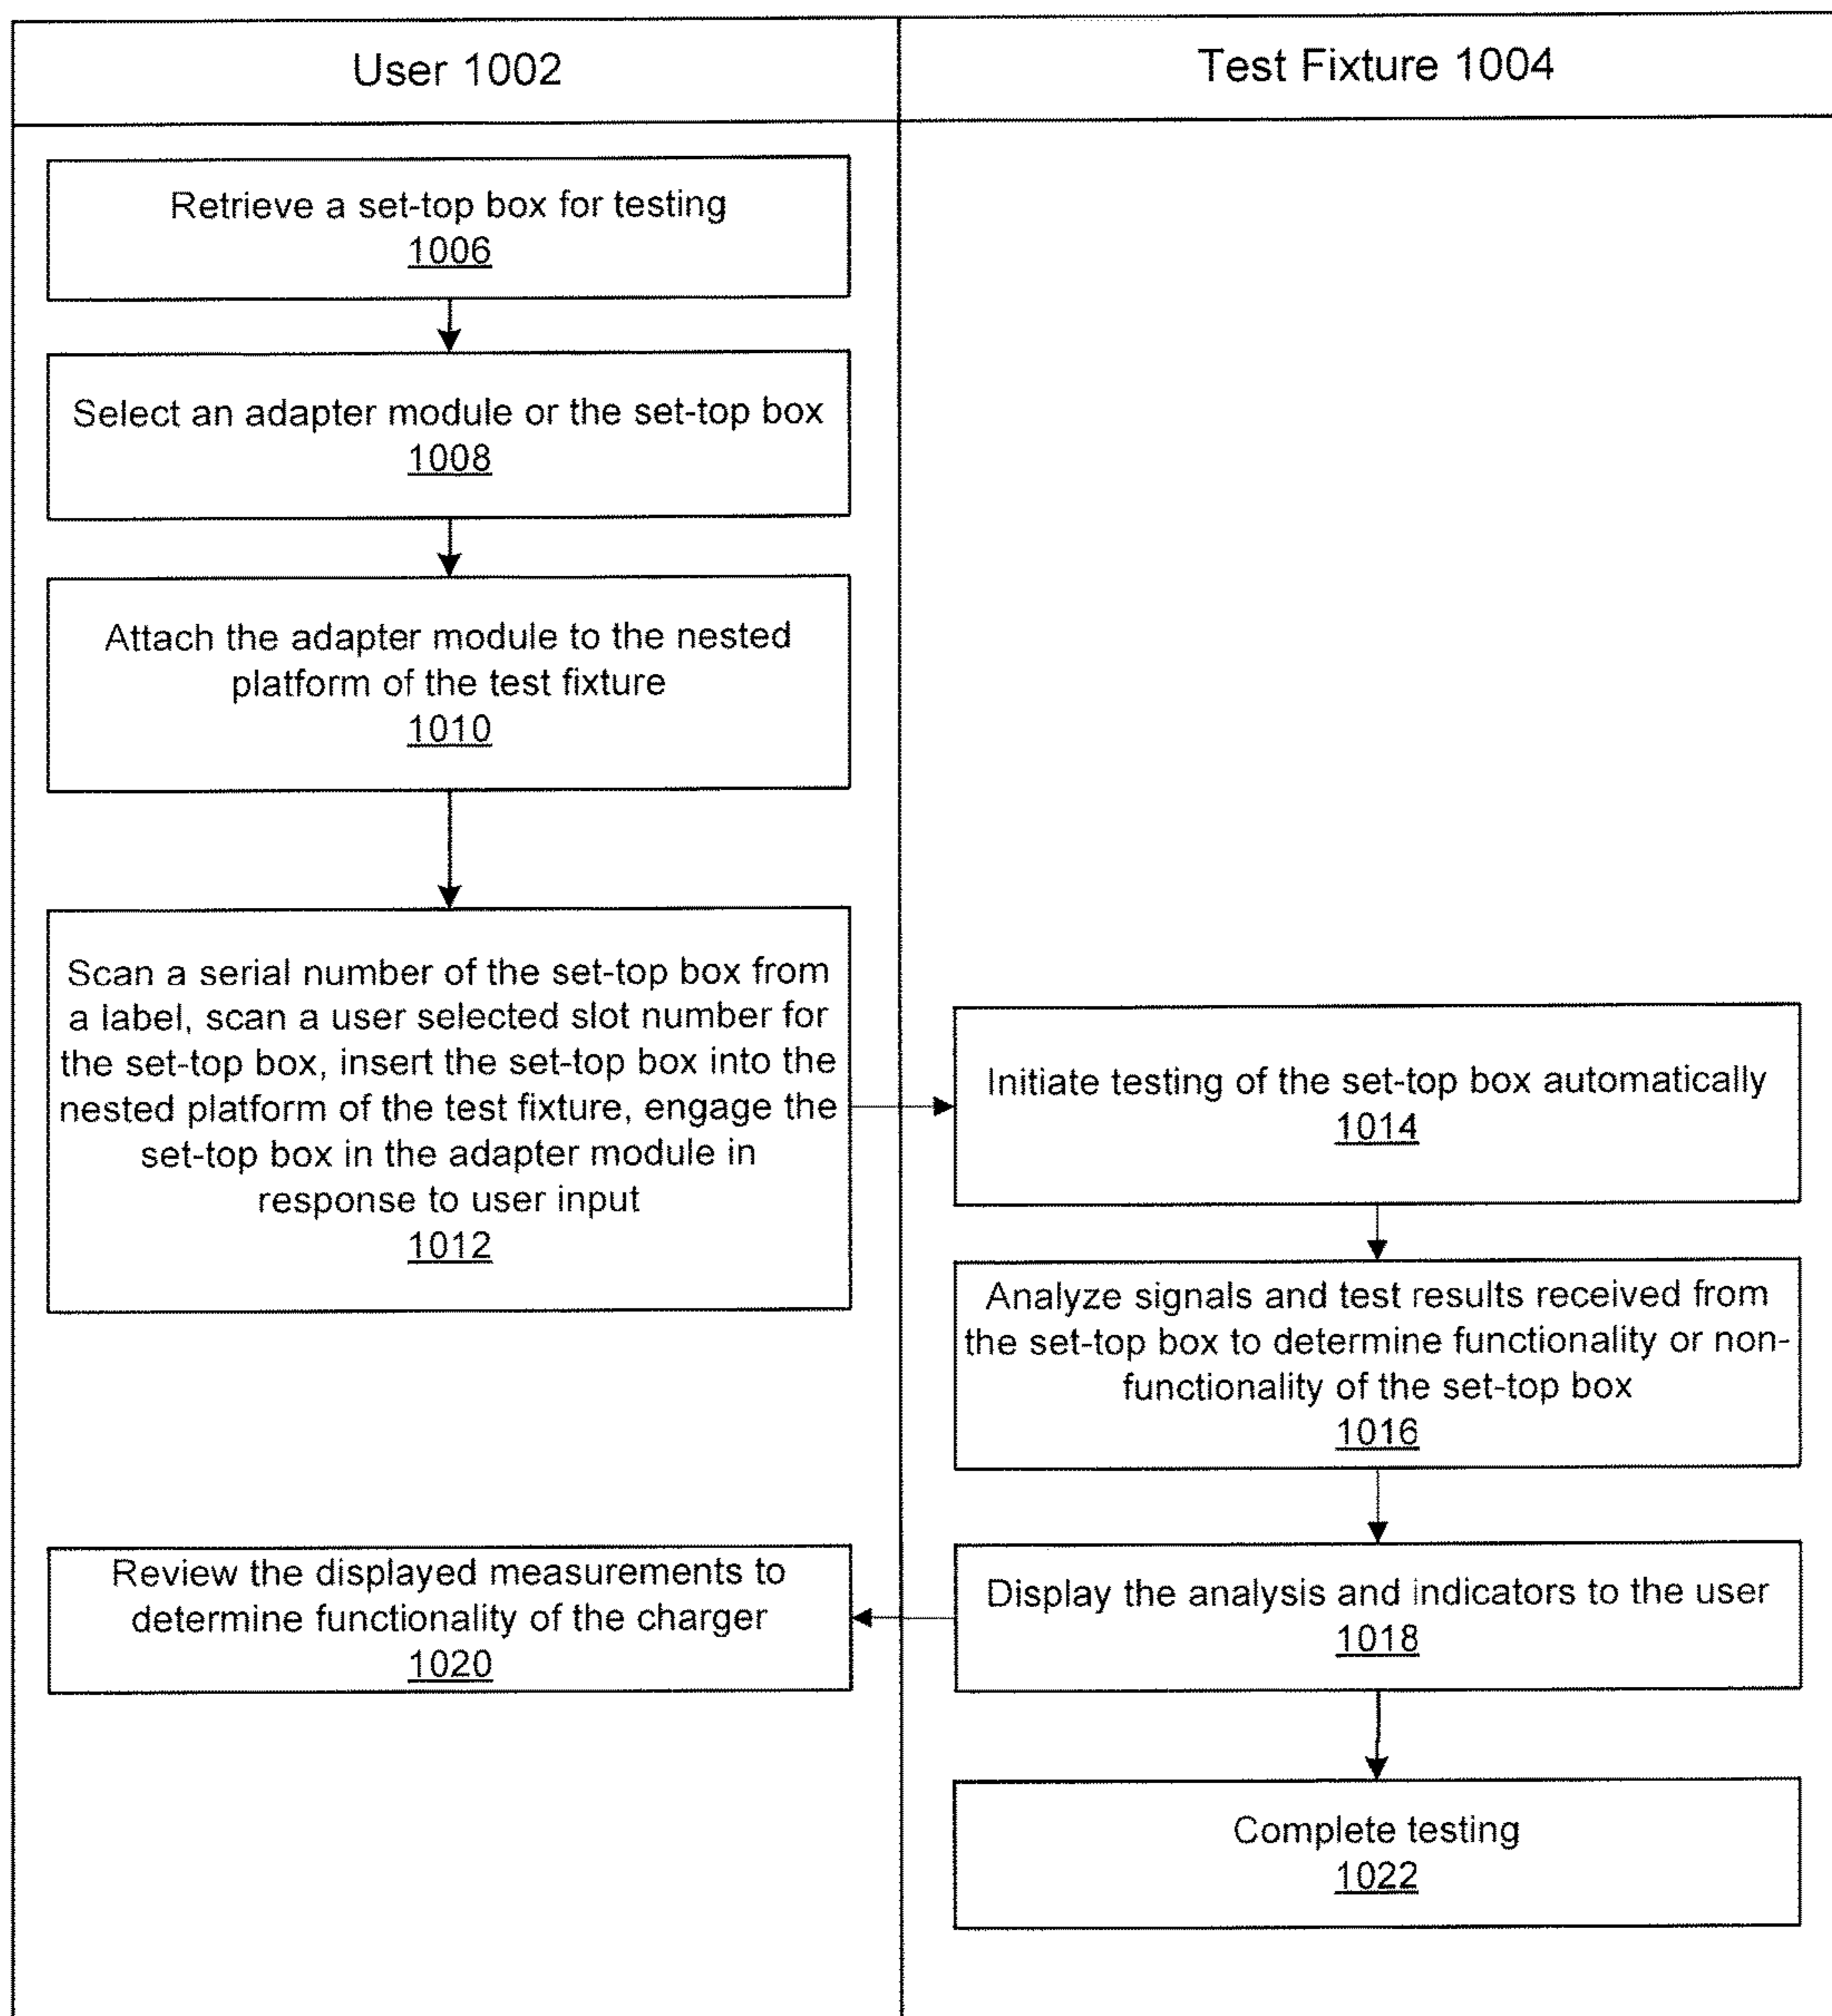 User 1002
Test Fixture 1004
Retrieve a set-top box for testing
1006
Select an adapter module or the set-top box
1008
Attach the adapter module to the nested
platform of the test fixture
1010
Scan a serial number of the set-top box from
a label, scan a user selected slot number for
the set-top box, insert the set-top box into the
nested platform of the test fixture, engage the
set-top box in the adapter module in
response to user input
1012
Initiate testing of the set-top box automatically
1014
Analyze signals and test results received from
the set-top box to determine functionality or non-
functionality of the set-top box
1016
Display the analysis and indicators to the user
1018
Review the displayed measurements to
determine functionality of the charger
1020
Complete testing
1022